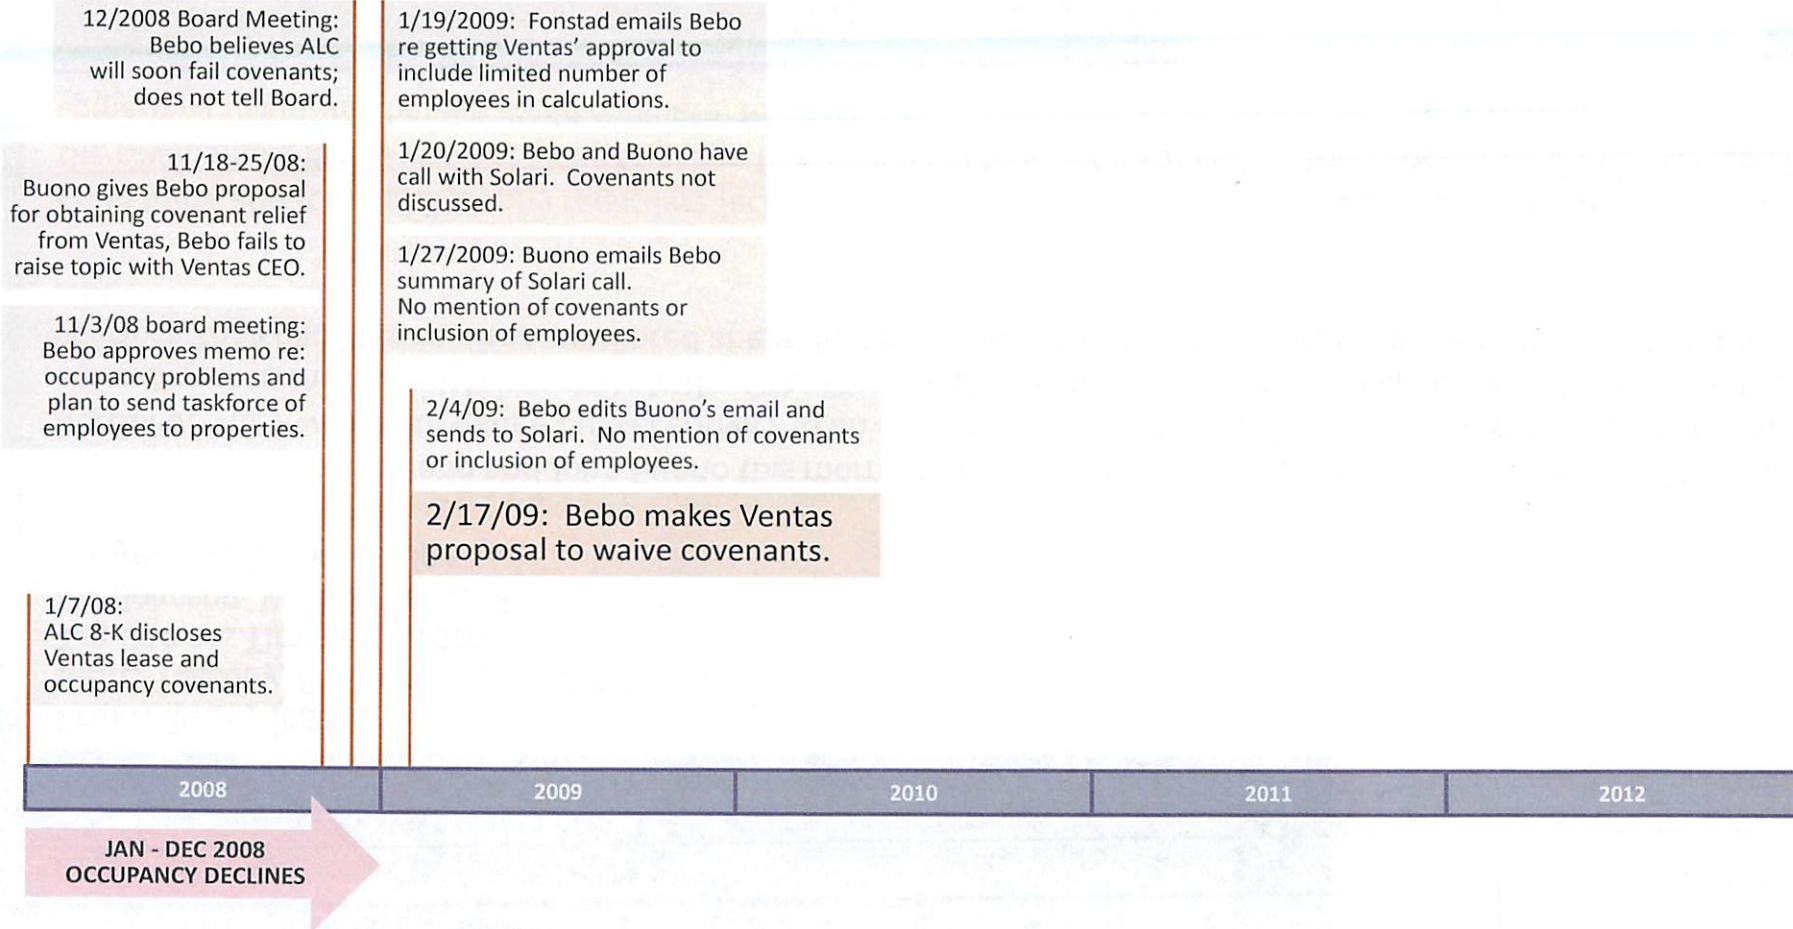 12/2008 Board Meeting:
Bebo believes ALC
will soon fail covenants;
does not tell Board.
11/18-25/08:
Buono gives Bebo proposal
for obtaining covenant relief
from Ventas, Bebo fails to
raise topic with Ventas CEO.
11/3/08 board meeting:
Bebo approves memo re:
occupancy problems and
plan to send taskforce of
employees to properties.
1/7/08:
ALC 8-K discloses
Ventas lease and
occupancy covenants.
1/19/2009: Fonstad emails Bebo
re getting Ventas' approval to
include limited number of
employees in calculations.
1/20/2009: Bebo and Buono have
call with Solari. Covenants not
discussed.
1/27/2009: Buono emails Bebo
summary of Solari call.
No mention of covenants or
inclusion of employees.
2/4/09: Bebo edits Buono's email and
sends to Solari. No mention of covenants
or inclusion of employees.
2/17/09: Bebo makes Ventas
proposal to waive covenants.
2008 2009 2010 2011 2012
JAN - DEC 2008
OCCUPANCY DECLINES